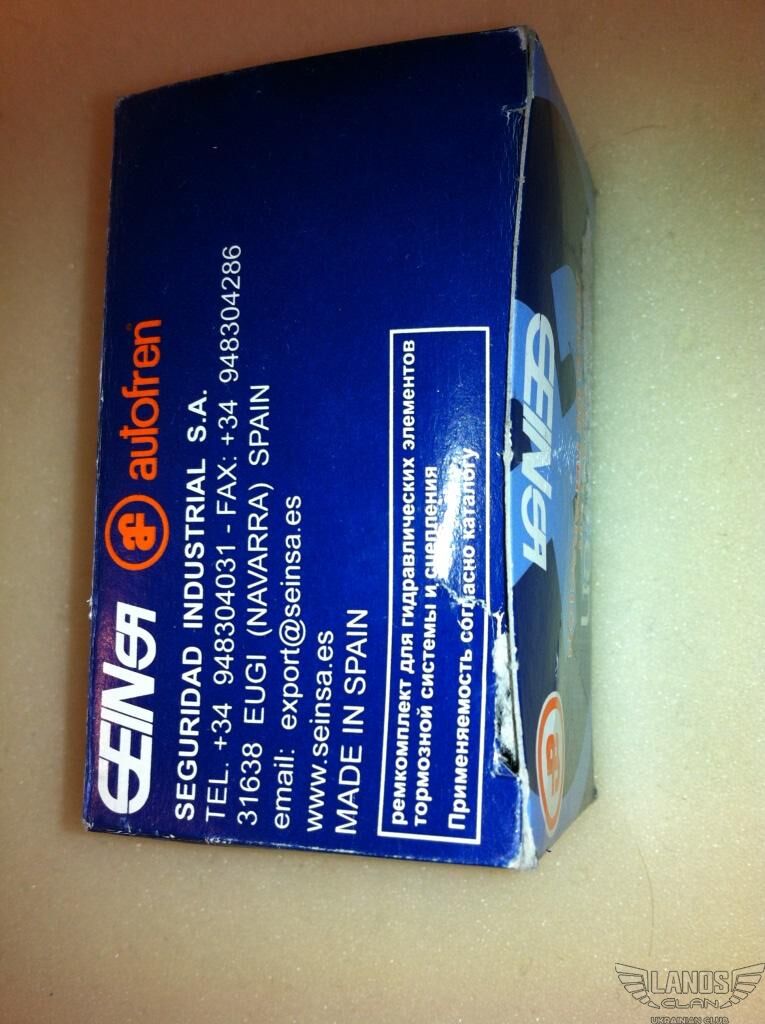 SEINSA af autofren
SEGURIDAD INDUSTRIAL S.A.
TEL. +34 948304031 - FAX: +34 948304286
31638 EUGI (NAVARRA) SPAIN
email: export@seinsa.es
www.seinsa.es
MADE IN SPAIN
ремкомплект для гидравлических элементов
тормозной системы и сцепления
Применяемость согласно каталогу
SEINSA
af
LANOS
CLAN
UKRAINIAN CLUB